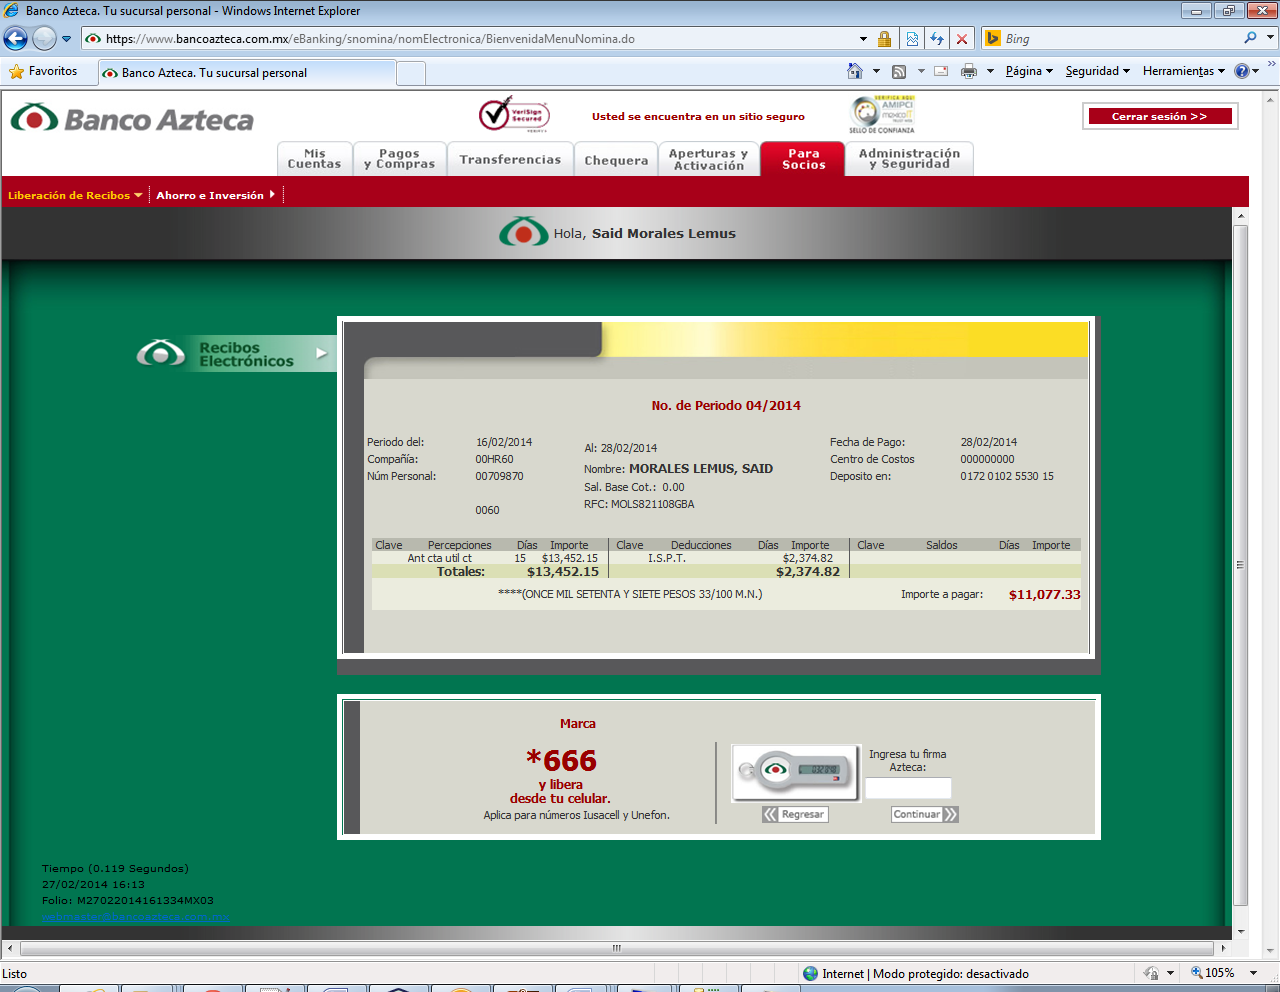 Banco Azteca. Tu sucursal personal - Windows Internet Explorer
https://www.bancoazteca.com.mx/eBanking/snomina/nomElectronica/BienvenidaMenuNomina.do
Bing
Favoritos
Banco Azteca. Tu sucursal personal
Página
Seguridad
Herramientas
Banco Azteca
VeriSign Secured
VERIFY
Usted se encuentra en un sitio seguro
VERIFICA AQUI
AMIPCI
SELLO DE CONFIANZA
Cerrar sesión >>
Mis Cuentas
Pagos y Compras
Transferencias
Chequera
Aperturas y Activación
Para Socios
Administración y Seguridad
Liberación de Recibos
Ahorro e Inversión
Hola, Said Morales Lemus
Recibos Electrónicos
No. de Periodo 04/2014
Periodo del: 16/02/2014 Al: 28/02/2014 Fecha de Pago: 28/02/2014
Compañía: 00HR60 Nombre: MORALES LEMUS, SAID Centro de Costos 000000000
Núm Personal: 00709870 Sal. Base Cot.: 0.00 Deposito en: 0172 0102 5530 15
0060 RFC: MOLS821108GBA
Clave Percepciones Días Importe Clave Deducciones Días Importe Clave Saldos Días Importe
Ant cta util ct 15 $13,452.15 I.S.P.T. $2,374.82
Totales: $13,452.15 $2,374.82
****(ONCE MIL SETENTA Y SIETE PESOS 33/100 M.N.) Importe a pagar: $11,077.33
Marca
*666
y libera
desde tu celular.
Aplica para números Iusacell y Unefon.
Ingresa tu firma
Azteca:
Regresar
Continuar
Tiempo (0.119 Segundos)
27/02/2014 16:13
Folio: M27022014161334MX03
Listo
Internet | Modo protegido: desactivado
105%